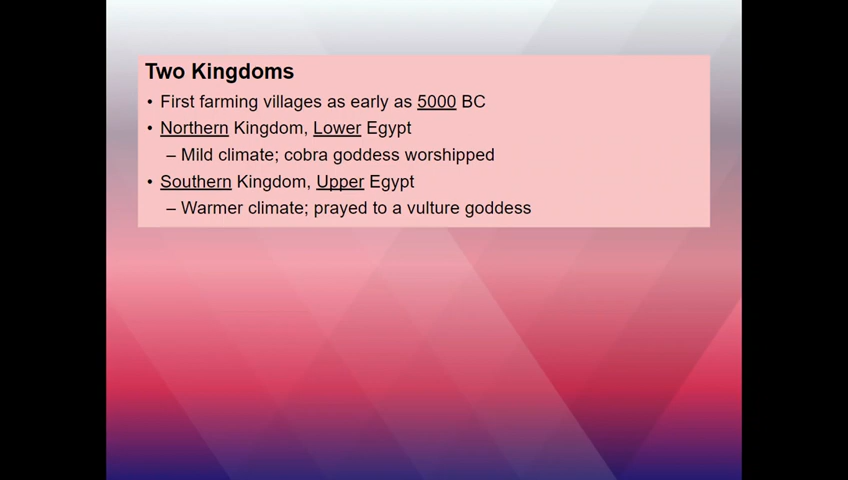 Two Kingdoms
• First farming villages as early as 5000 BC
• Northern Kingdom, Lower Egypt
– Mild climate; cobra goddess worshipped
• Southern Kingdom, Upper Egypt
– Warmer climate; prayed to a vulture goddess